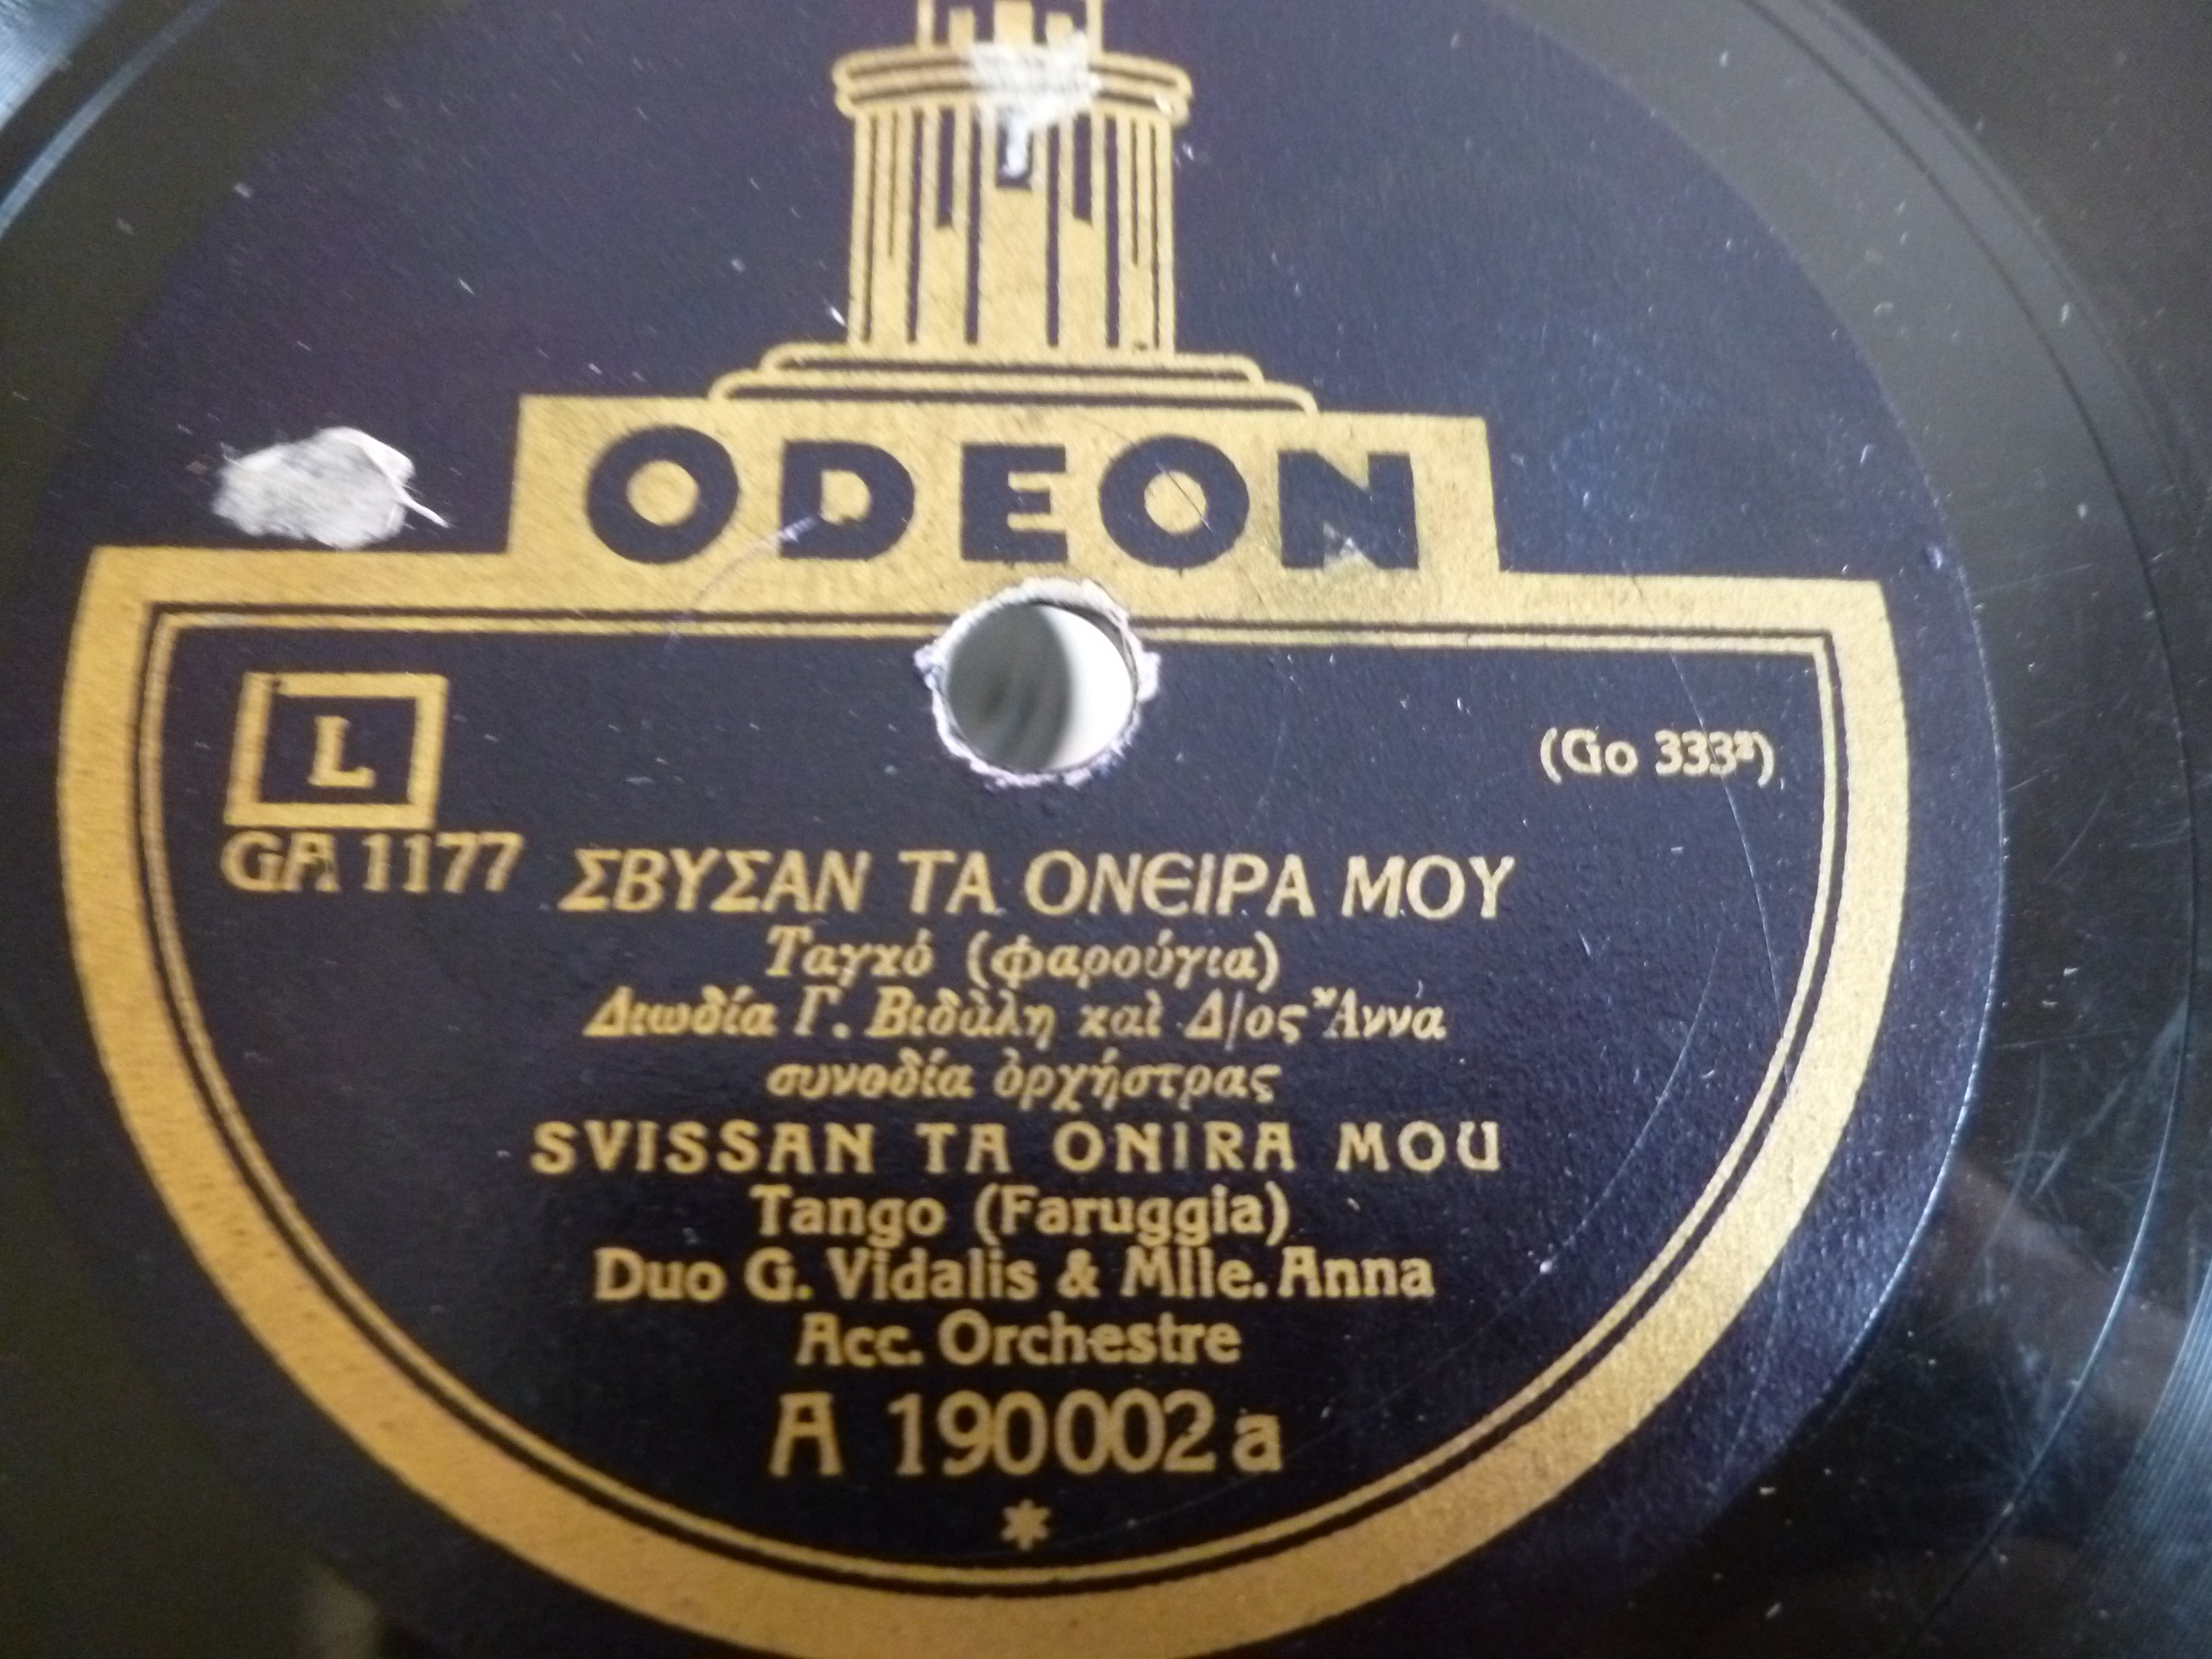 ODEON
L
(Go 333²)
GA 1177
ΣΒΥΣΑΝ ΤΑ ΟΝΕΙΡΑ ΜΟΥ
Ταγκό (φαρούγια)
Διωδία Γ. Βιδάλη καὶ Δ/ος Ἄννα
συνοδία ὀρχήστρας
SVISSAN TA ONIRA MOU
Tango (Faruggia)
Duo G. Vidalis & Mlle. Anna
Acc. Orchestre
A 190002 a
*